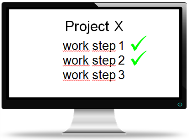 Project X
work step 1
work step 2
work step 3